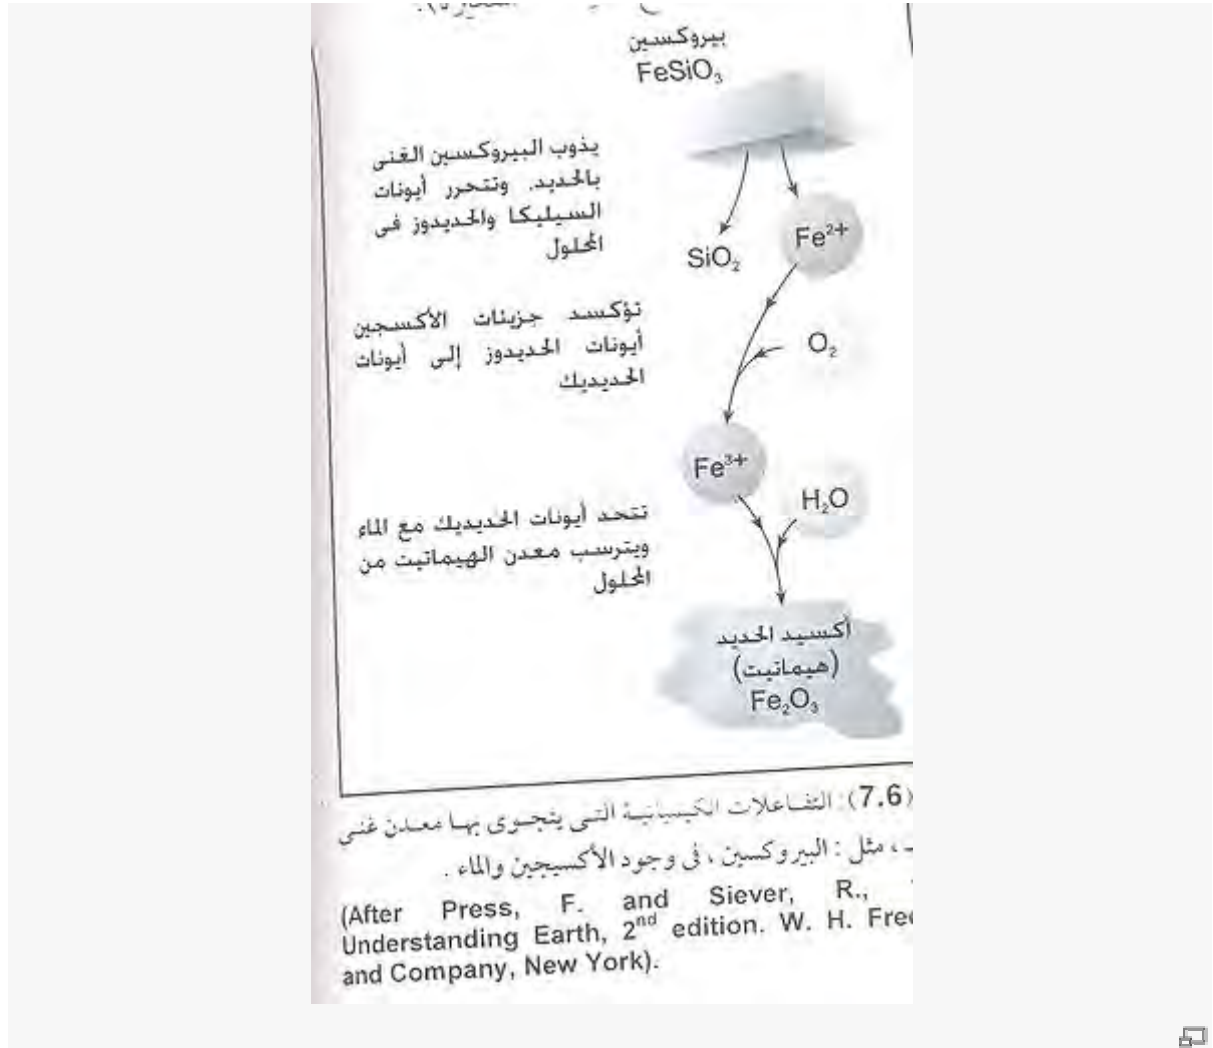 بيروكسين
FeSiO₃
يذوب البيروكسين الغنى
بالحديد. وتتحرر أيونات
السيليكا والحديدوز فى
المحلول
Fe²⁺
SiO₂
تؤكسد جزيئات الأكسجين
أيونات الحديدوز إلى أيونات
الحديديك
O₂
Fe³⁺
H₂O
تتحد أيونات الحديديك مع الماء
ويترسب معدن الهيماتيت من
المحلول
أكسيد الحديد
(هيماتيت)
Fe₂O₃
(7.6): التفاعلات الكيميائية التى يتجوى بها معدن غنى
، مثل : البيروكسين ، فى وجود الأكسيجين والماء .
(After Press, F. and Siever, R.,
Understanding Earth, 2nd edition. W. H. Free
and Company, New York).